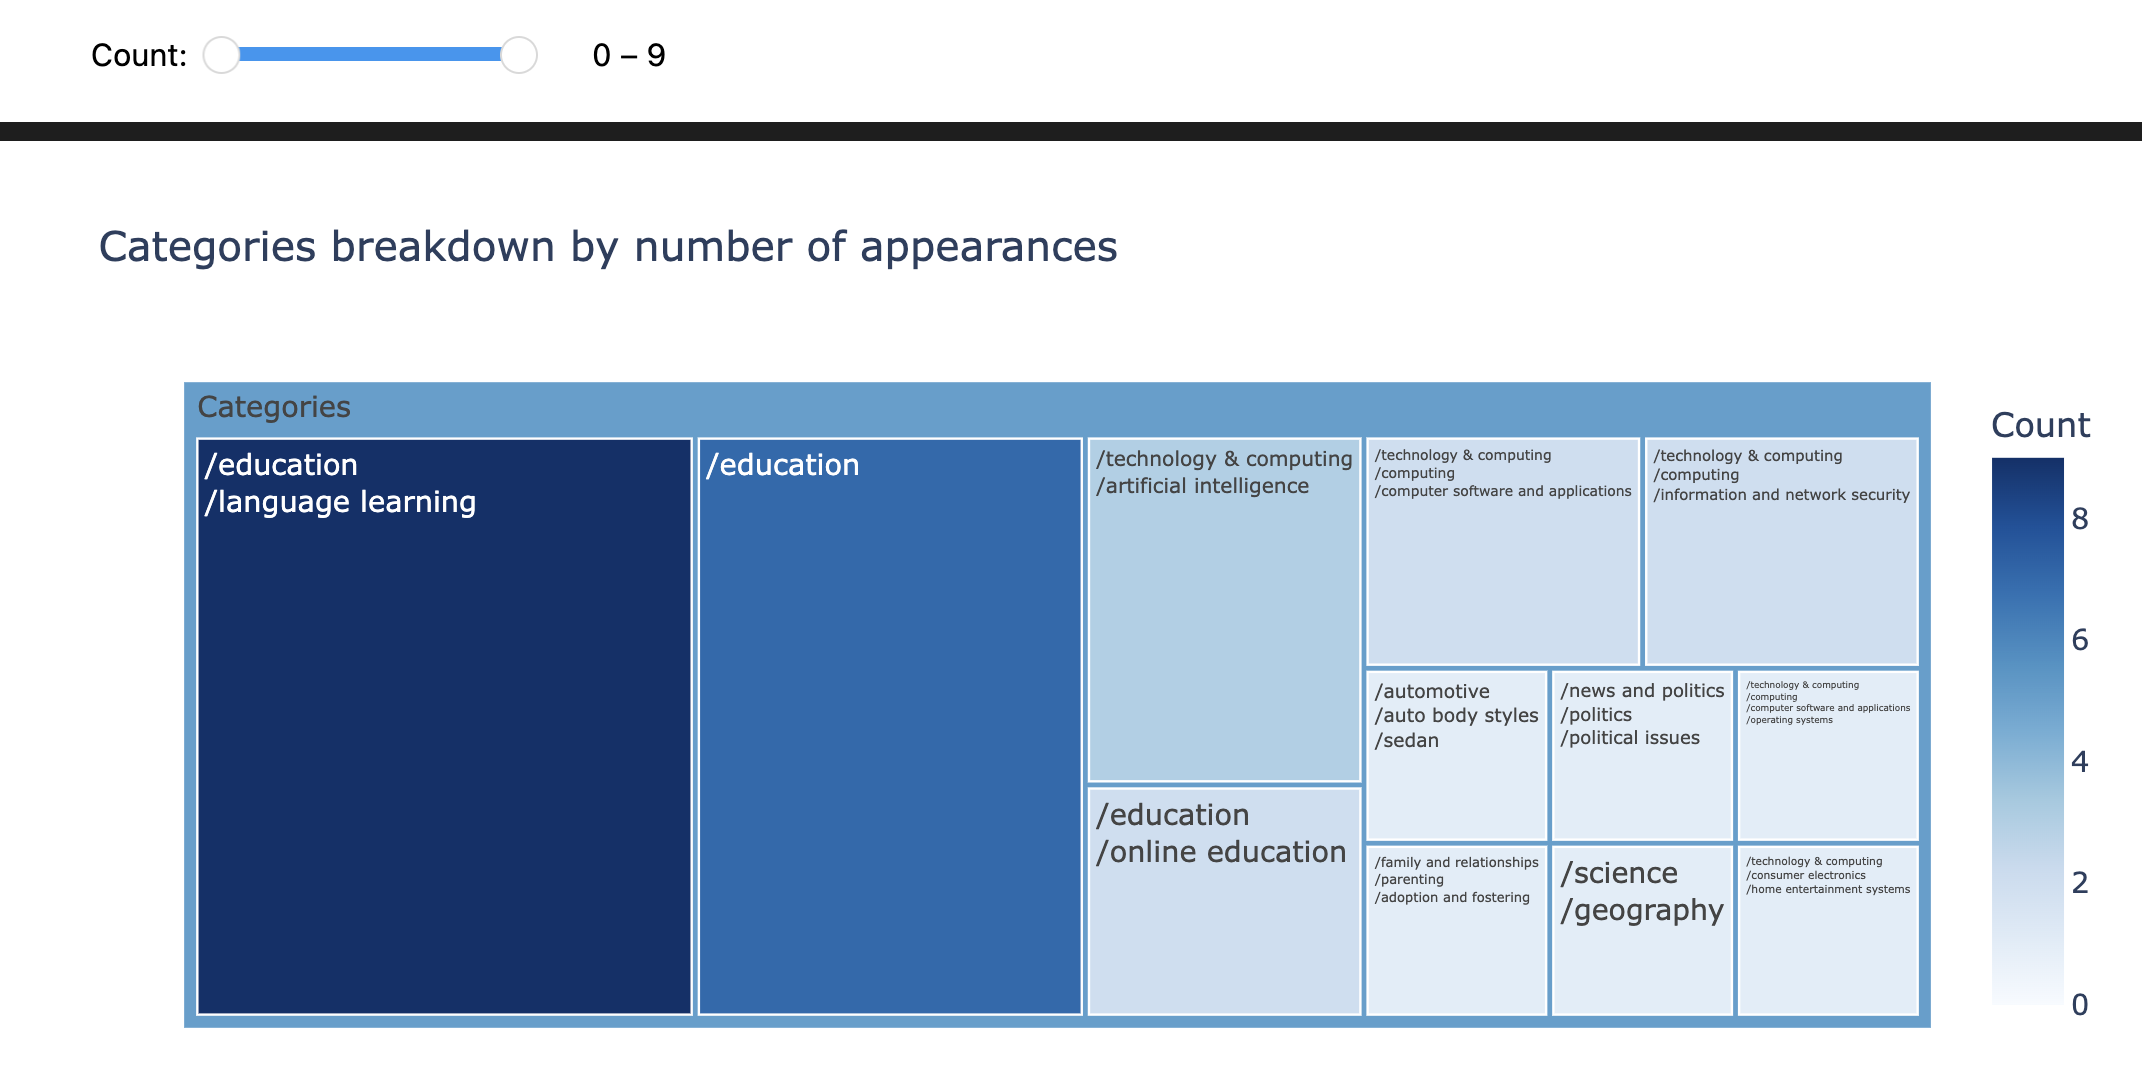 Count: 0 – 9
Categories breakdown by number of appearances
Categories
/education
/language learning
/education
/technology & computing
/artificial intelligence
/education
/online education
/technology & computing
/computing
/computer software and applications
/technology & computing
/computing
/information and network security
/automotive
/auto body styles
/sedan
/news and politics
/politics
/political issues
/technology & computing
/computing
/computer software and applications
/operating systems
/family and relationships
/parenting
/adoption and fostering
/science
/geography
/technology & computing
/consumer electronics
/home entertainment systems
Count
8
6
4
2
0